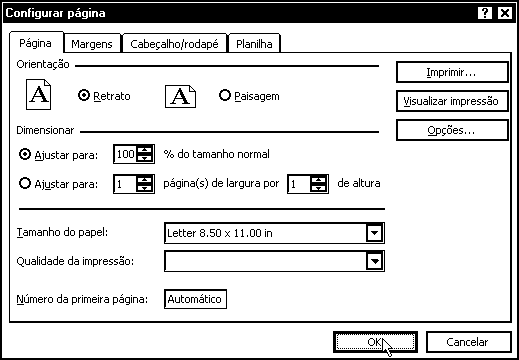 Configurar página
Página Margens Cabeçalho/rodapé Planilha
Orientação
A Retrato A Paisagem
Imprimir...
Visualizar impressão
Opções...
Dimensionar
Ajustar para: 100 % do tamanho normal
Ajustar para: 1 página(s) de largura por 1 de altura
Tamanho do papel: Letter 8.50 x 11.00 in
Qualidade da impressão:
Número da primeira página: Automático
OK Cancelar